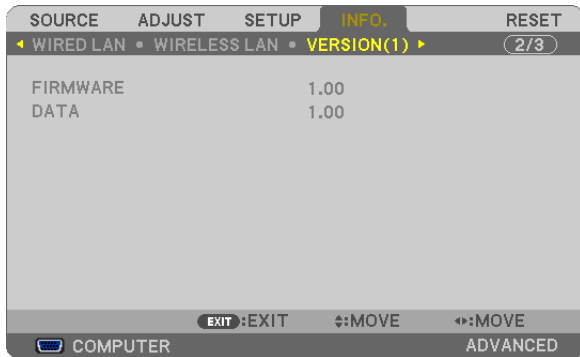 SOURCE ADJUST SETUP INFO. RESET
WIRED LAN • WIRELESS LAN • VERSION(1) 2/3
FIRMWARE 1.00
DATA 1.00
EXIT :EXIT :MOVE :MOVE
COMPUTER ADVANCED